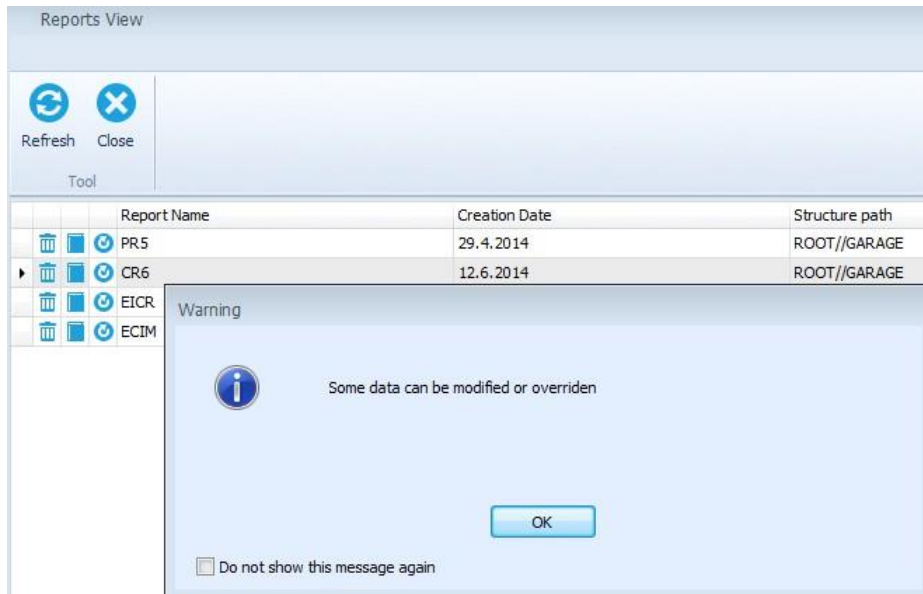 Reports View
Refresh Close
Tool
Report Name Creation Date Structure path
PR5 29.4.2014 ROOT//GARAGE
CR6 12.6.2014 ROOT//GARAGE
EICR
ECIM
Warning
Some data can be modified or overriden
OK
Do not show this message again